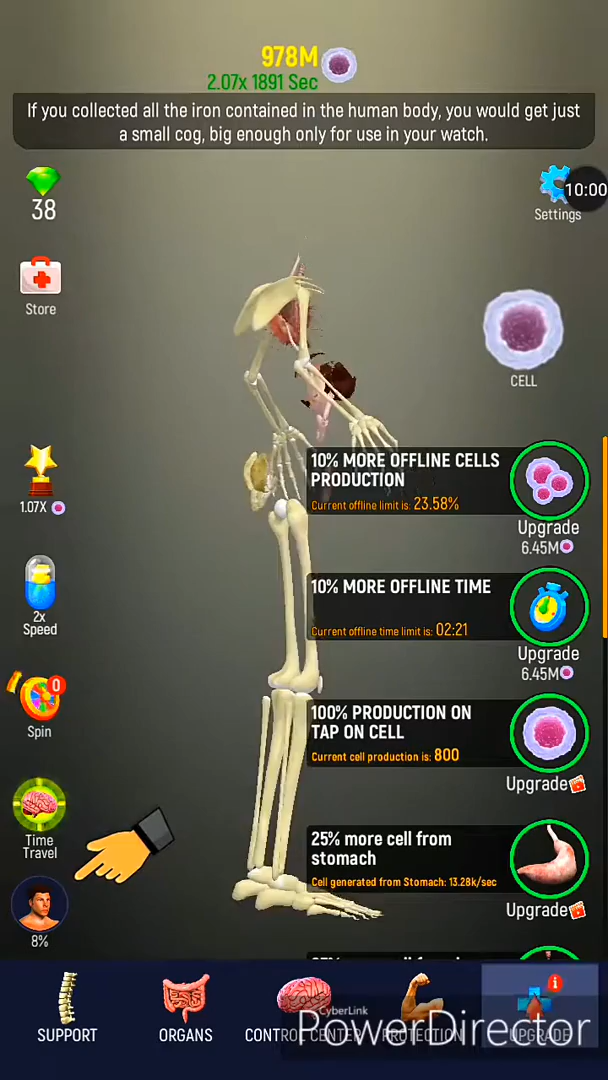 978M
2.07x 1891 Sec
If you collected all the iron contained in the human body, you would get just
a small cog, big enough only for use in your watch.
38
10:00
Settings
Store
CELL
1.07X
10% MORE OFFLINE CELLS
PRODUCTION
Current offline limit is: 23.58%
Upgrade
6.45M
2x
Speed
10% MORE OFFLINE TIME
Current offline time limit is: 02:21
Upgrade
6.45M
0
Spin
100% PRODUCTION ON
TAP ON CELL
Current cell production is: 800
Upgrade
Time
Travel
25% more cell from
stomach
Cell generated from Stomach: 13.28k/sec
Upgrade
8%
i
SUPPORT
ORGANS
CONTROL CENTER
PROTECTION
UPGRADE
CyberLink
PowerDirector